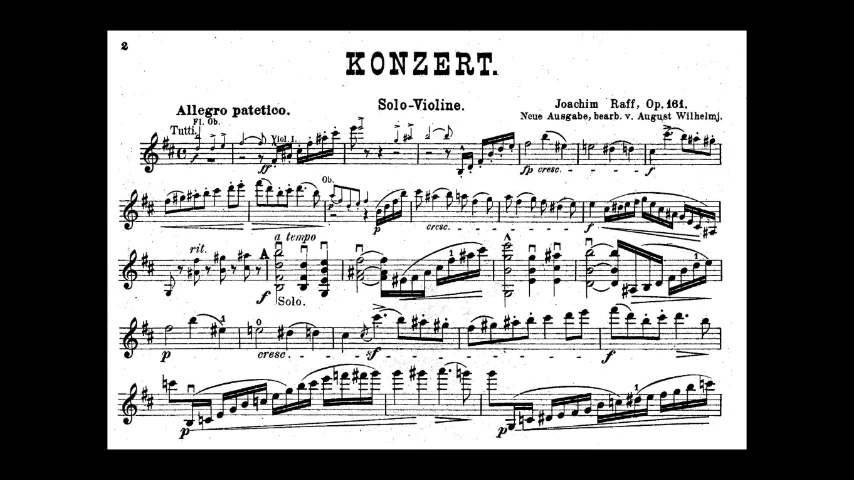 2
KONZERT.
Allegro patetico.
Solo-Violine.
Joachim Raff, Op. 161.
Neue Ausgabe, bearb. v. August Wilhelmj.
Tutti.
Fl. Ob.
Viol. I.
f
ff
sp cresc.
f
Ob.
p
cresc.
f
rit.
A
a tempo
f
Solo.
p
cresc.
sf
f
p
p